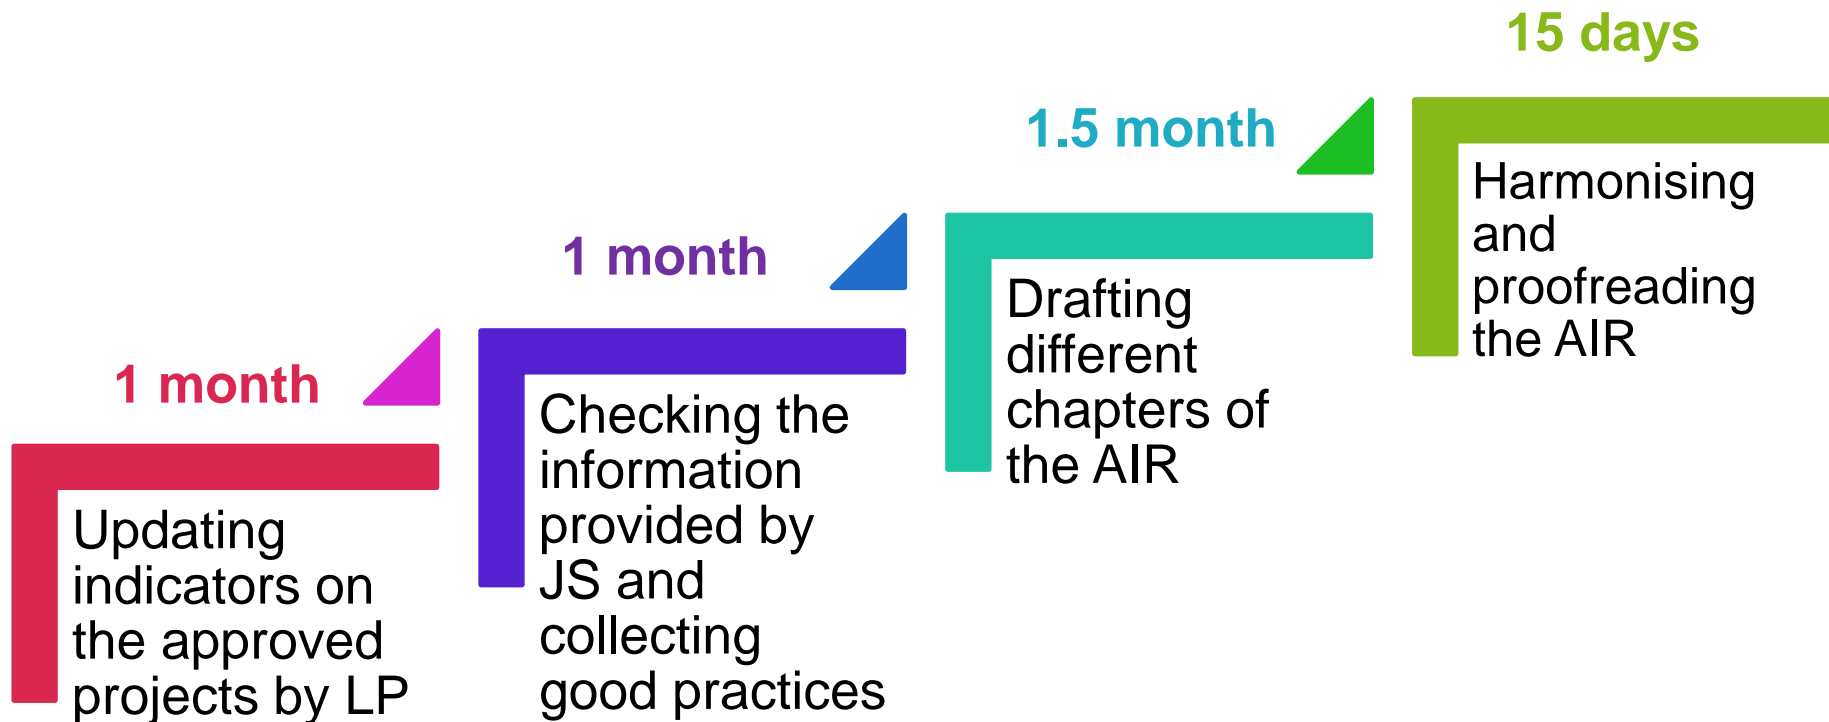 1 month
Updating
indicators on
the approved
projects by LP
1 month
Checking the
information
provided by
JS and
collecting
good practices
1.5 month
Drafting
different
chapters of
the AIR
15 days
Harmonising
and
proofreading
the AIR